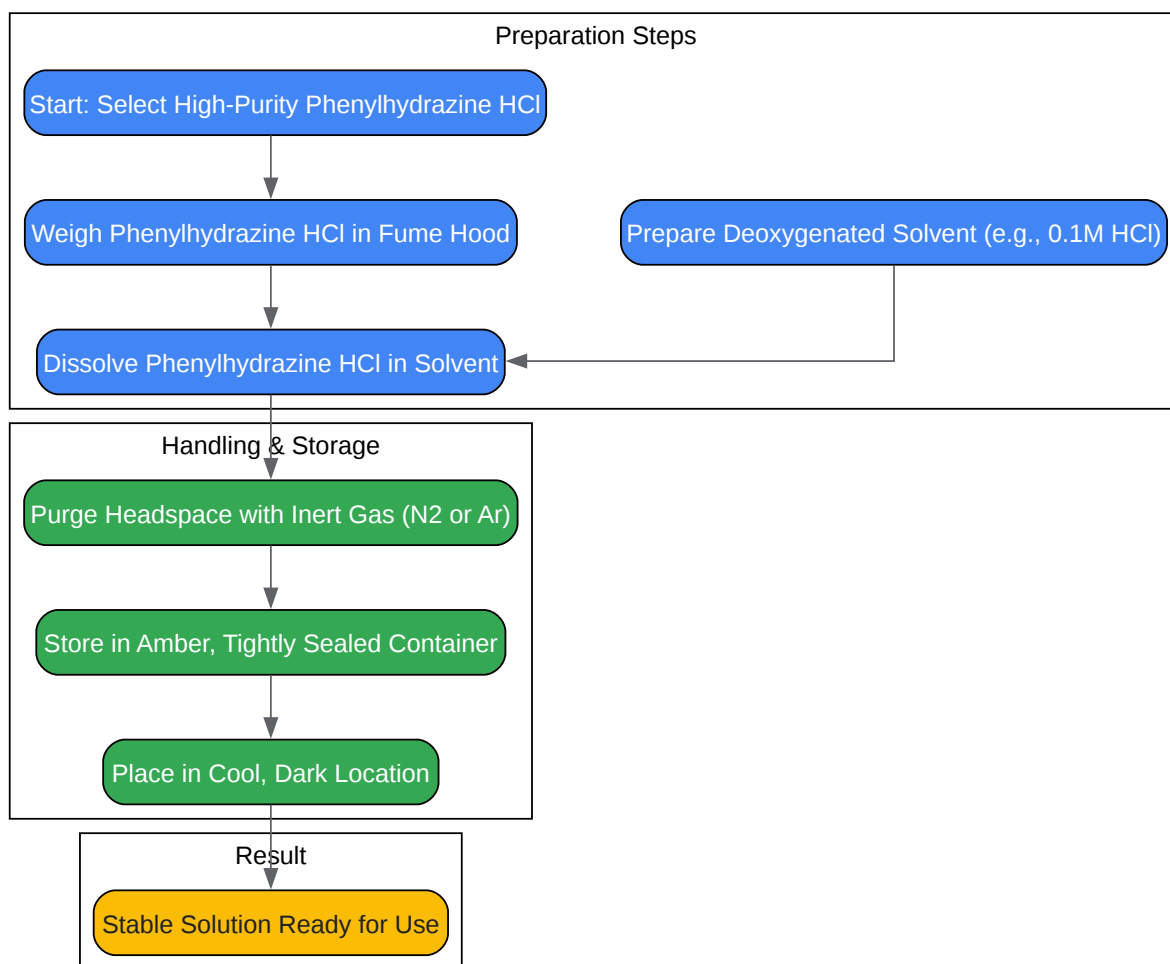 Preparation Steps
Start: Select High-Purity Phenylhydrazine HCl
Weigh Phenylhydrazine HCl in Fume Hood
Prepare Deoxygenated Solvent (e.g., 0.1M HCl)
Dissolve Phenylhydrazine HCl in Solvent
Handling & Storage
Purge Headspace with Inert Gas (N2 or Ar)
Store in Amber, Tightly Sealed Container
Place in Cool, Dark Location
Result
Stable Solution Ready for Use